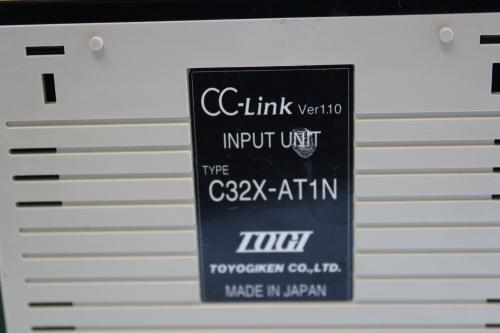 CC-Link Ver1.10
INPUT UNIT
TYPE
C32X-AT1N
TOGI
TOYOGIKEN CO.,LTD.
MADE IN JAPAN